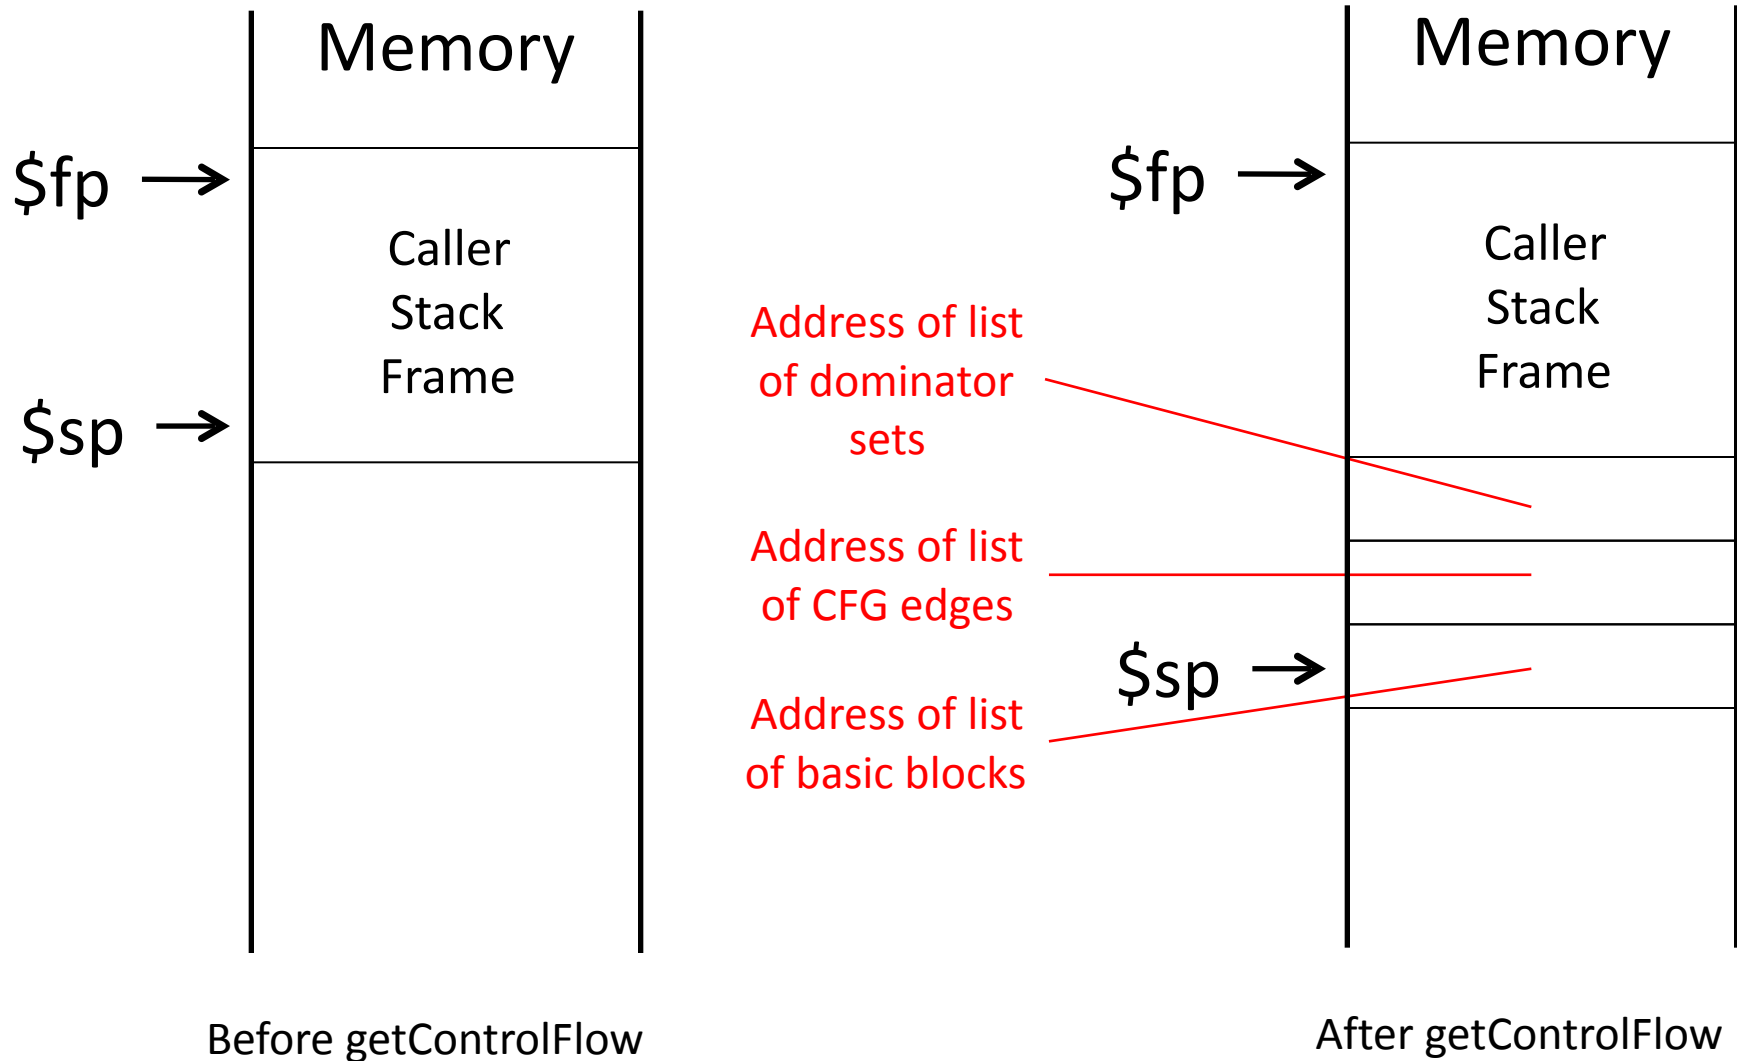 Memory
$fp
Caller
Stack
Frame
$sp
Before getControlFlow
Address of list
of dominator
sets
Address of list
of CFG edges
Address of list
of basic blocks
Memory
$fp
Caller
Stack
Frame
$sp
After getControlFlow